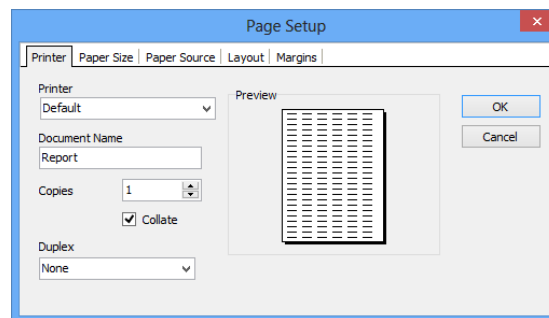 Page Setup
Printer
Paper Size
Paper Source
Layout
Margins
Printer
Default
Document Name
Report
Copies
1
Collate
Duplex
None
Preview
OK
Cancel